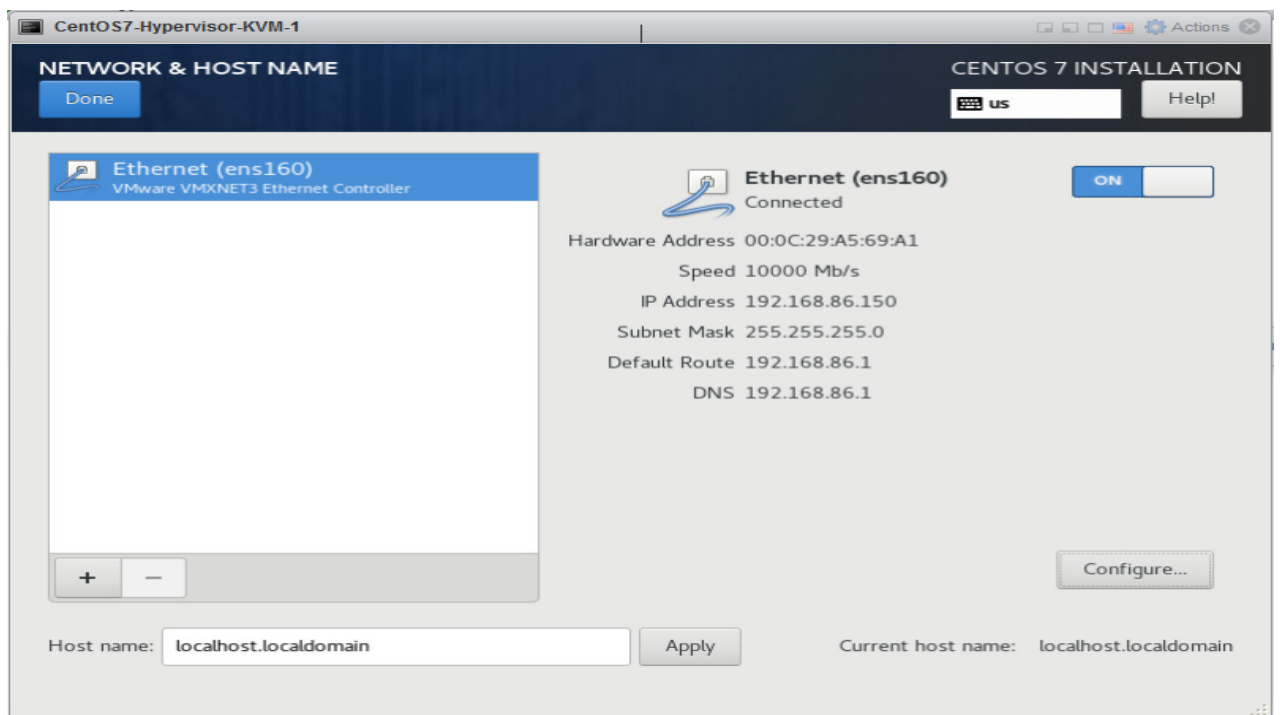 CentOS7-Hypervisor-KVM-1
Actions
NETWORK & HOST NAME
CENTOS 7 INSTALLATION
Done
us
Help!
Ethernet (ens160)
VMware VMXNET3 Ethernet Controller
Ethernet (ens160)
Connected
ON
Hardware Address 00:0C:29:A5:69:A1
Speed 10000 Mb/s
IP Address 192.168.86.150
Subnet Mask 255.255.255.0
Default Route 192.168.86.1
DNS 192.168.86.1
+ −
Configure...
Host name: localhost.localdomain Apply Current host name: localhost.localdomain